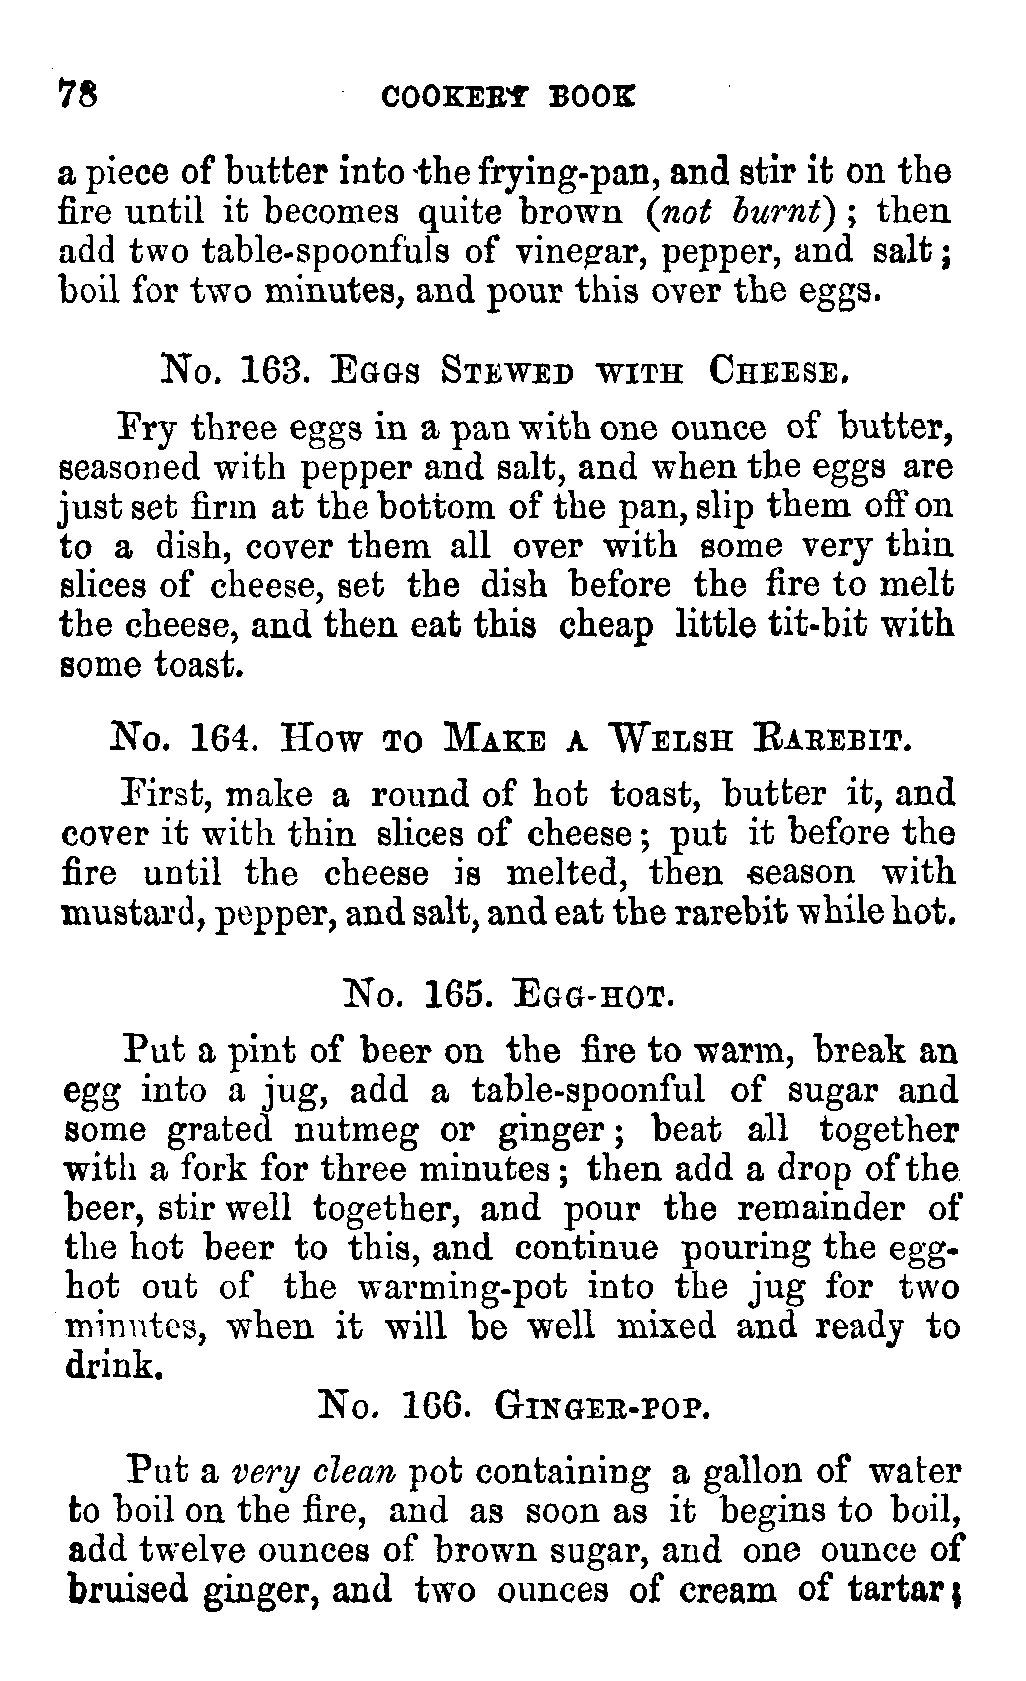 78 COOKERY BOOK
a piece of butter into the frying-pan, and stir it on the
fire until it becomes quite brown (not burnt) ; then
add two table-spoonfuls of vinegar, pepper, and salt ;
boil for two minutes, and pour this over the eggs.
No. 163. Eggs Stewed with Cheese.
Fry three eggs in a pan with one ounce of butter,
seasoned with pepper and salt, and when the eggs are
just set firm at the bottom of the pan, slip them off on
to a dish, cover them all over with some very thin
slices of cheese, set the dish before the fire to melt
the cheese, and then eat this cheap little tit-bit with
some toast.
No. 164. How to Make a Welsh Rarebit.
First, make a round of hot toast, butter it, and
cover it with thin slices of cheese ; put it before the
fire until the cheese is melted, then season with
mustard, pepper, and salt, and eat the rarebit while hot.
No. 165. Egg-hot.
Put a pint of beer on the fire to warm, break an
egg into a jug, add a table-spoonful of sugar and
some grated nutmeg or ginger ; beat all together
with a fork for three minutes ; then add a drop of the
beer, stir well together, and pour the remainder of
the hot beer to this, and continue pouring the egg-
hot out of the warming-pot into the jug for two
minutes, when it will be well mixed and ready to
drink.
No. 166. Ginger-pop.
Put a very clean pot containing a gallon of water
to boil on the fire, and as soon as it begins to boil,
add twelve ounces of brown sugar, and one ounce of
bruised ginger, and two ounces of cream of tartar ;